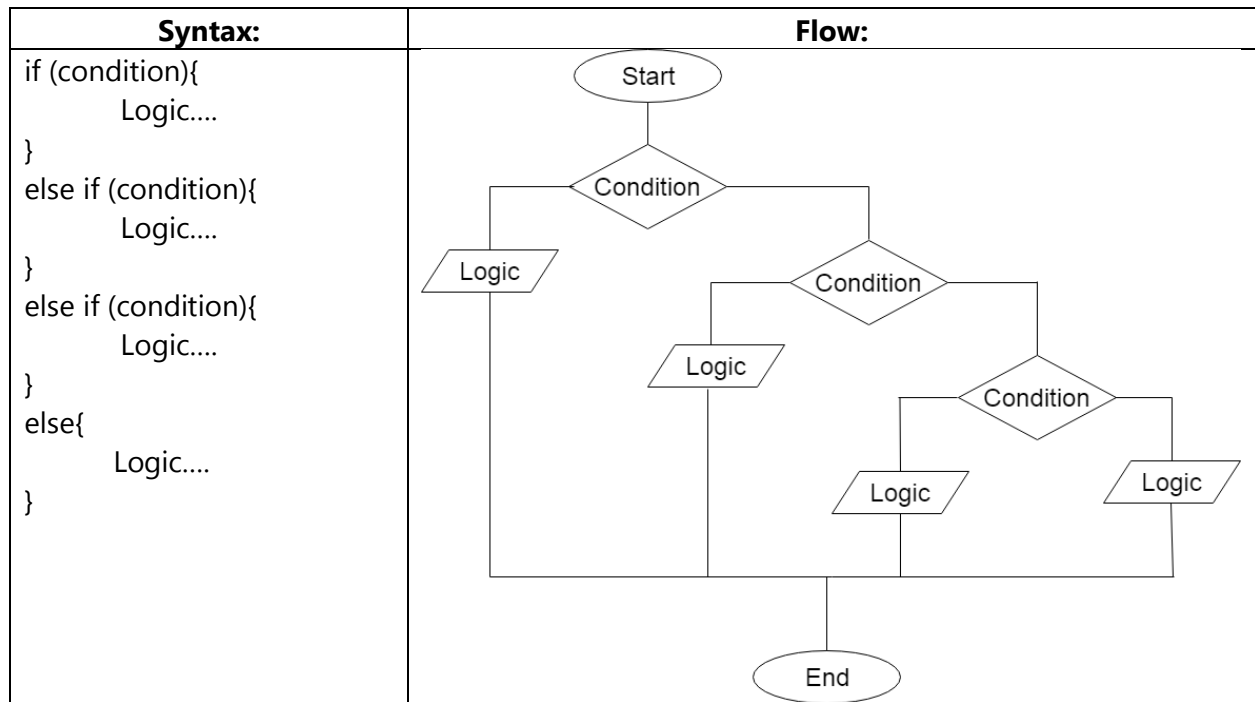 Syntax:
Flow:
if (condition){
Logic....
}
else if (condition){
Logic....
}
else if (condition){
Logic....
}
else{
Logic....
}
Start
Condition
Logic
Condition
Logic
Condition
Logic
Logic
End